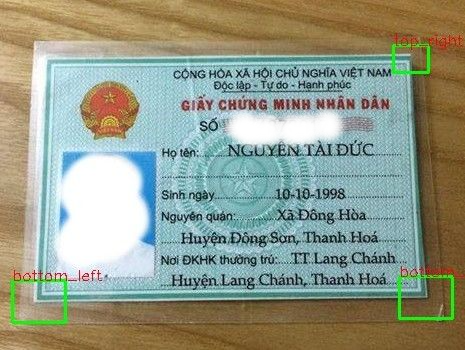 top_right
CỘNG HÒA XÃ HỘI CHỦ NGHĨA VIỆT NAM
Độc lập - Tự do - Hạnh phúc
GIẤY CHỨNG MINH NHÂN DÂN
SỐ
Họ tên: NGUYỄN TÀI ĐỨC
Sinh ngày 10-10-1998
Nguyên quán: Xã Đông Hòa
Huyện Đông Sơn, Thanh Hoá
Nơi ĐKHK thường trú: TT Lang Chánh
Huyện Lang Chánh, Thanh Hoá
bottom_left
bottom